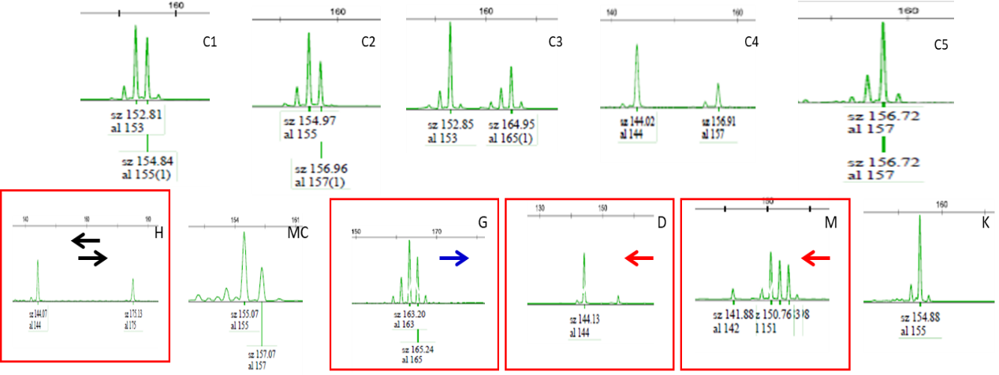 160
C1
sz 152.81
al 153
sz 154.84
al 155(1)
160
C2
sz 154.97
al 155
sz 156.96
al 157(1)
160
C3
sz 152.85
al 153
sz 164.95
al 165(1)
140 160
C4
sz 144.02
al 144
sz 156.91
al 157
160
C5
sz 156.72
al 157
sz 156.72
al 157
H
sz 144.07
al 144
sz 175.13
al 175
154 161
MC
sz 155.07
al 155
sz 157.07
al 157
150 170
G
sz 163.20
al 163
sz 165.24
al 165
130 150
D
sz 144.13
al 144
150
M
sz 141.88
al 142
z 150.76
l 151
160
K
sz 154.88
al 155